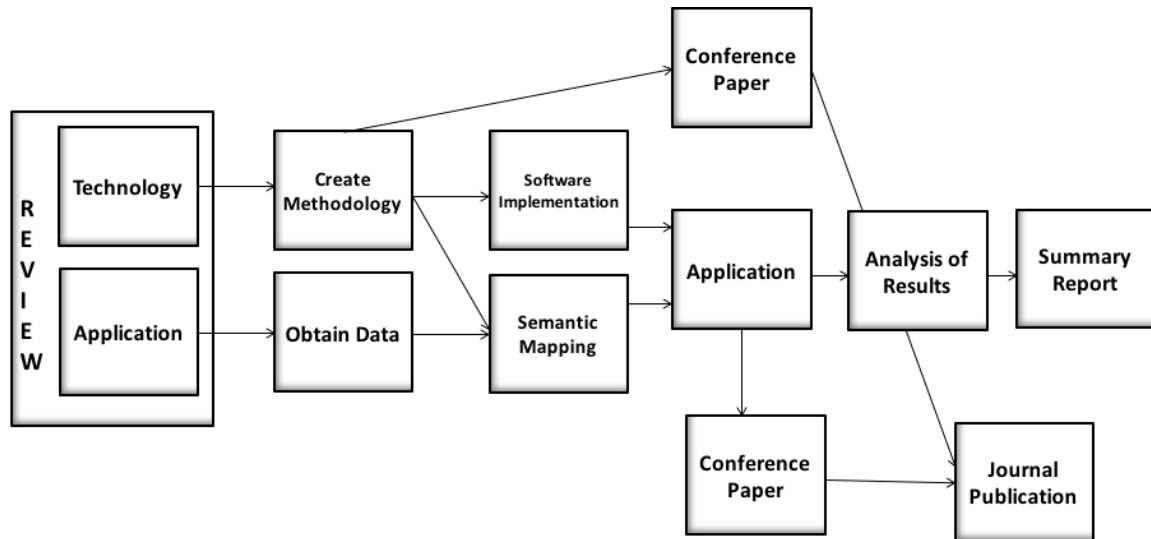 REVIEW
Technology
Application
Create
Methodology
Obtain Data
Software
Implementation
Semantic
Mapping
Conference
Paper
Application
Conference
Paper
Analysis of
Results
Summary
Report
Journal
Publication